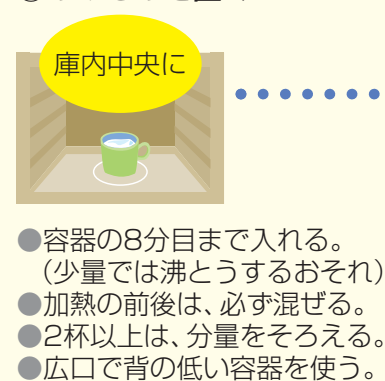 庫内中央に
●容器の8分目まで入れる。
(少量では沸とうするおそれ)
●加熱の前後は、必ず混ぜる。
●2杯以上は、分量をそろえる。
●広口で背の低い容器を使う。